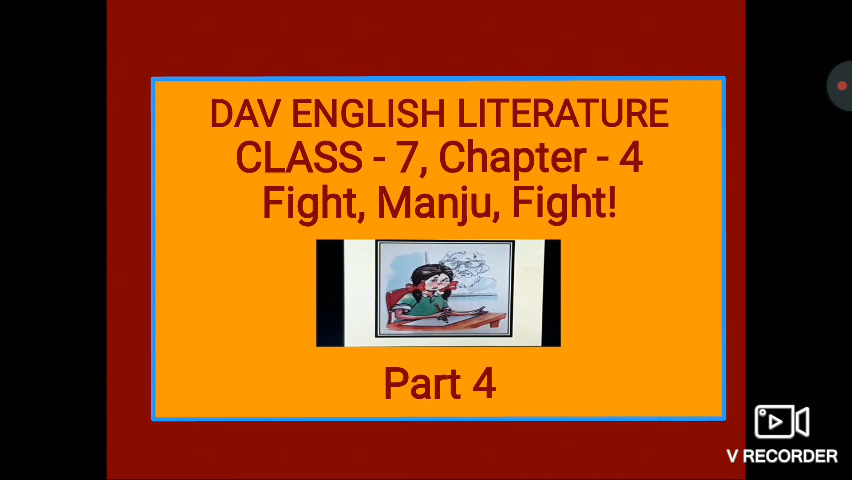 DAV ENGLISH LITERATURE
CLASS - 7, Chapter - 4
Fight, Manju, Fight!
Part 4
V RECORDER